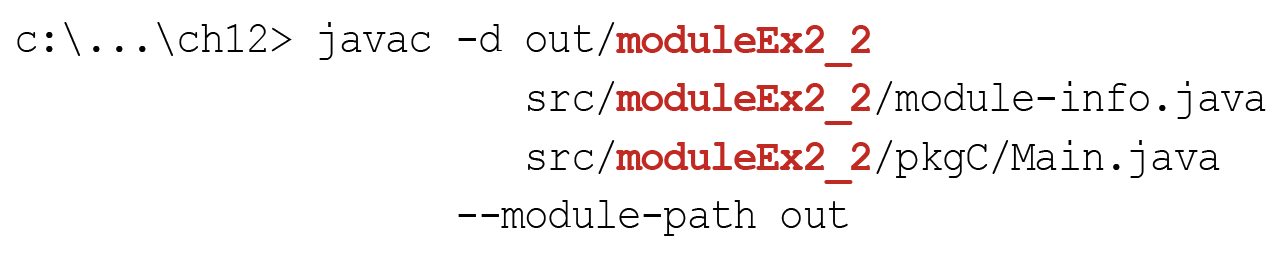 c:\...\ch12> javac -d out/moduleEx2_2
src/moduleEx2_2/module-info.java
src/moduleEx2_2/pkgC/Main.java
--module-path out